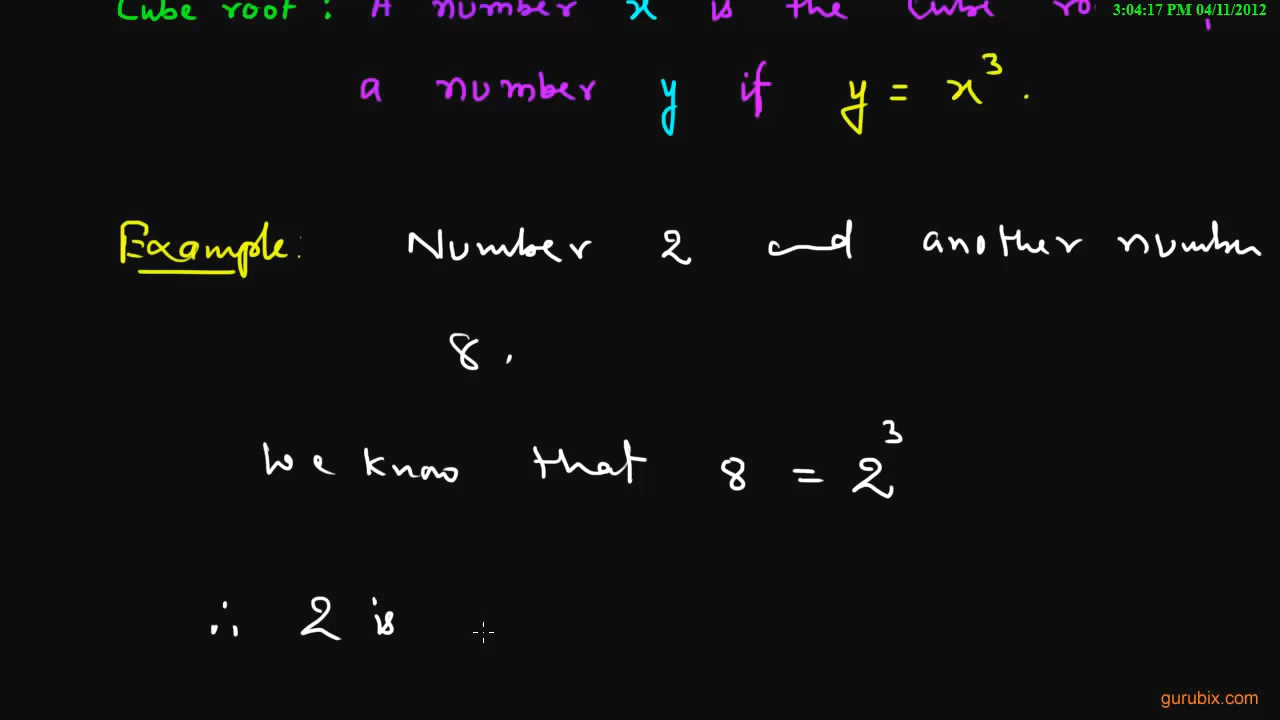 Cube root: A number x is the cube
3:04:17 PM 04/11/2012
a number y if y = x³.
Example: Number 2 and another number
8.
We know that 8 = 2³
∴ 2 is
gurubix.com